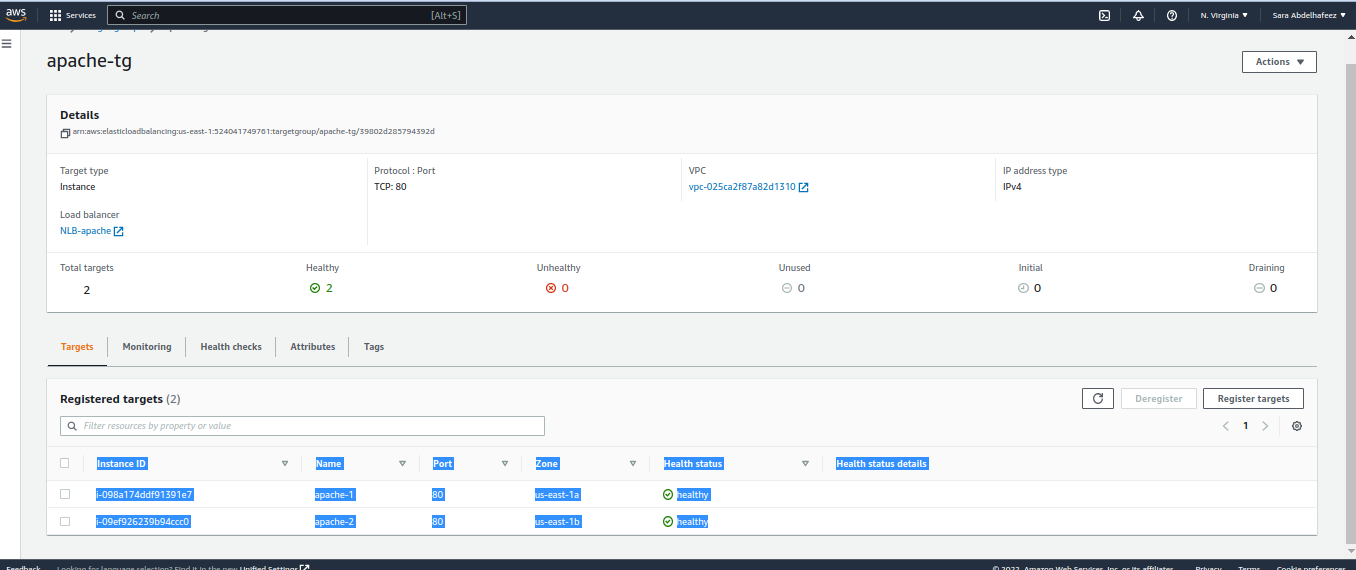 aws Services Search [Alt+S] N. Virginia Sara Abdelhafeez
apache-tg
Actions
Details
arn:aws:elasticloadbalancing:us-east-1:524041749761:targetgroup/apache-tg/39802d285794392d
Target type Protocol : Port VPC IP address type
Instance TCP: 80 vpc-025ca2f87a82d1310 IPv4
Load balancer
NLB-apache
Total targets Healthy Unhealthy Unused Initial Draining
2 2 0 0 0 0
Targets Monitoring Health checks Attributes Tags
Registered targets (2) Deregister Register targets
Filter resources by property or value 1
Instance ID Name Port Zone Health status Health status details
i-098a174ddf91391e7 apache-1 80 us-east-1a healthy
i-09ef926239b94ccc0 apache-2 80 us-east-1b healthy
Feedback Looking for language selection? Find it in the new Unified Settings © 2022, Amazon Web Services, Inc. or its affiliates. Privacy Terms Cookie preferences